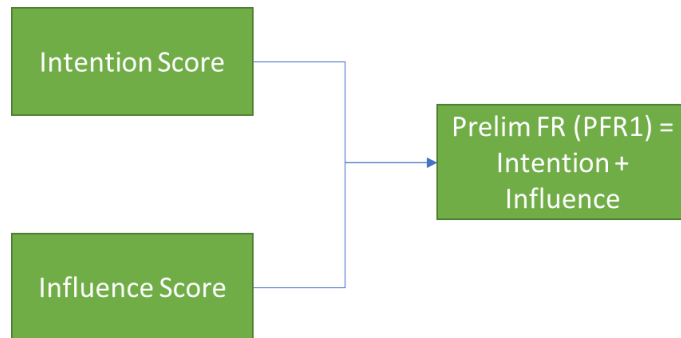 Intention Score
Prelim FR (PFR1) =
Intention +
Influence
Influence Score